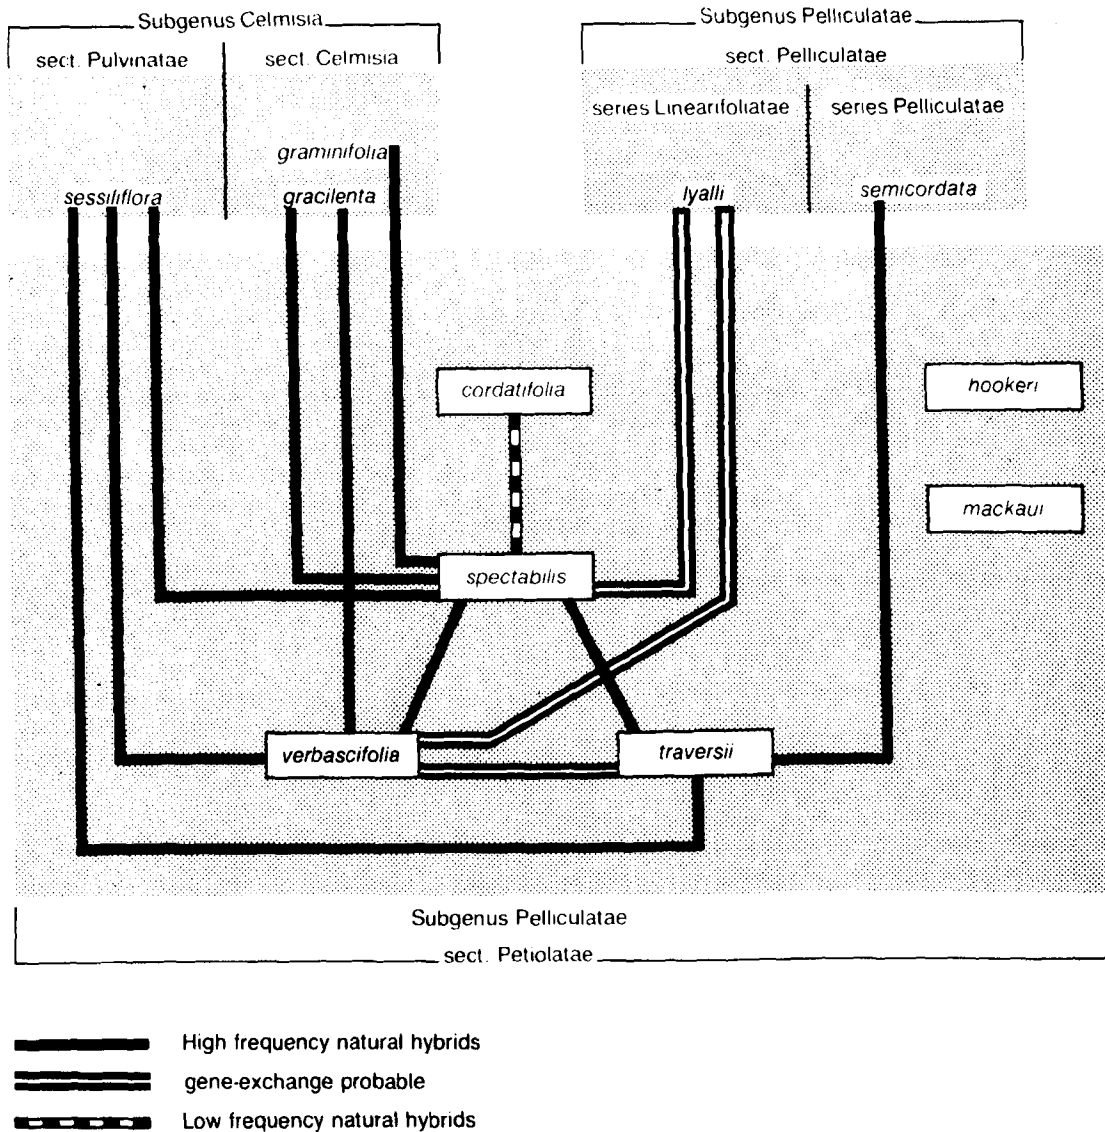 Subgenus Celmisia
Subgenus Pelliculatae
sect. Pulvinatae
sect. Celmisia
sect. Pelliculatae
series Linearifoliatae
series Pelliculatae
graminifolia
sessiliflora
gracilenta
lyalli
semicordata
cordatifolia
hookeri
mackaui
spectabilis
verbascifolia
traversii
Subgenus Pelliculatae
sect. Petiolatae
High frequency natural hybrids
gene-exchange probable
Low frequency natural hybrids